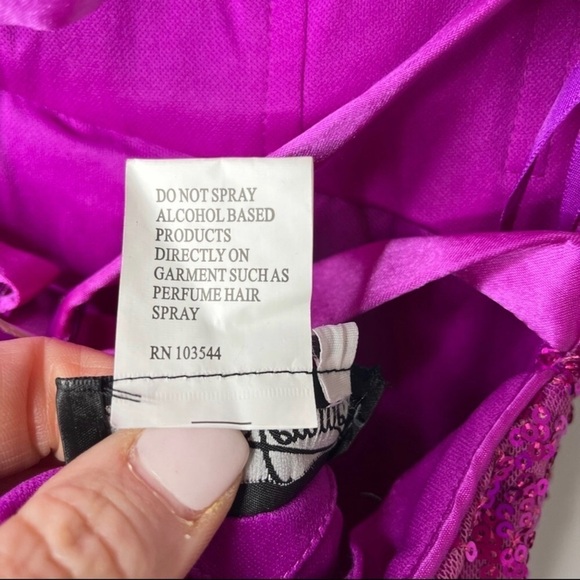 DO NOT SPRAY
ALCOHOL BASED
PRODUCTS
DIRECTLY ON
GARMENT SUCH AS
PERFUME HAIR
SPRAY
RN 103544